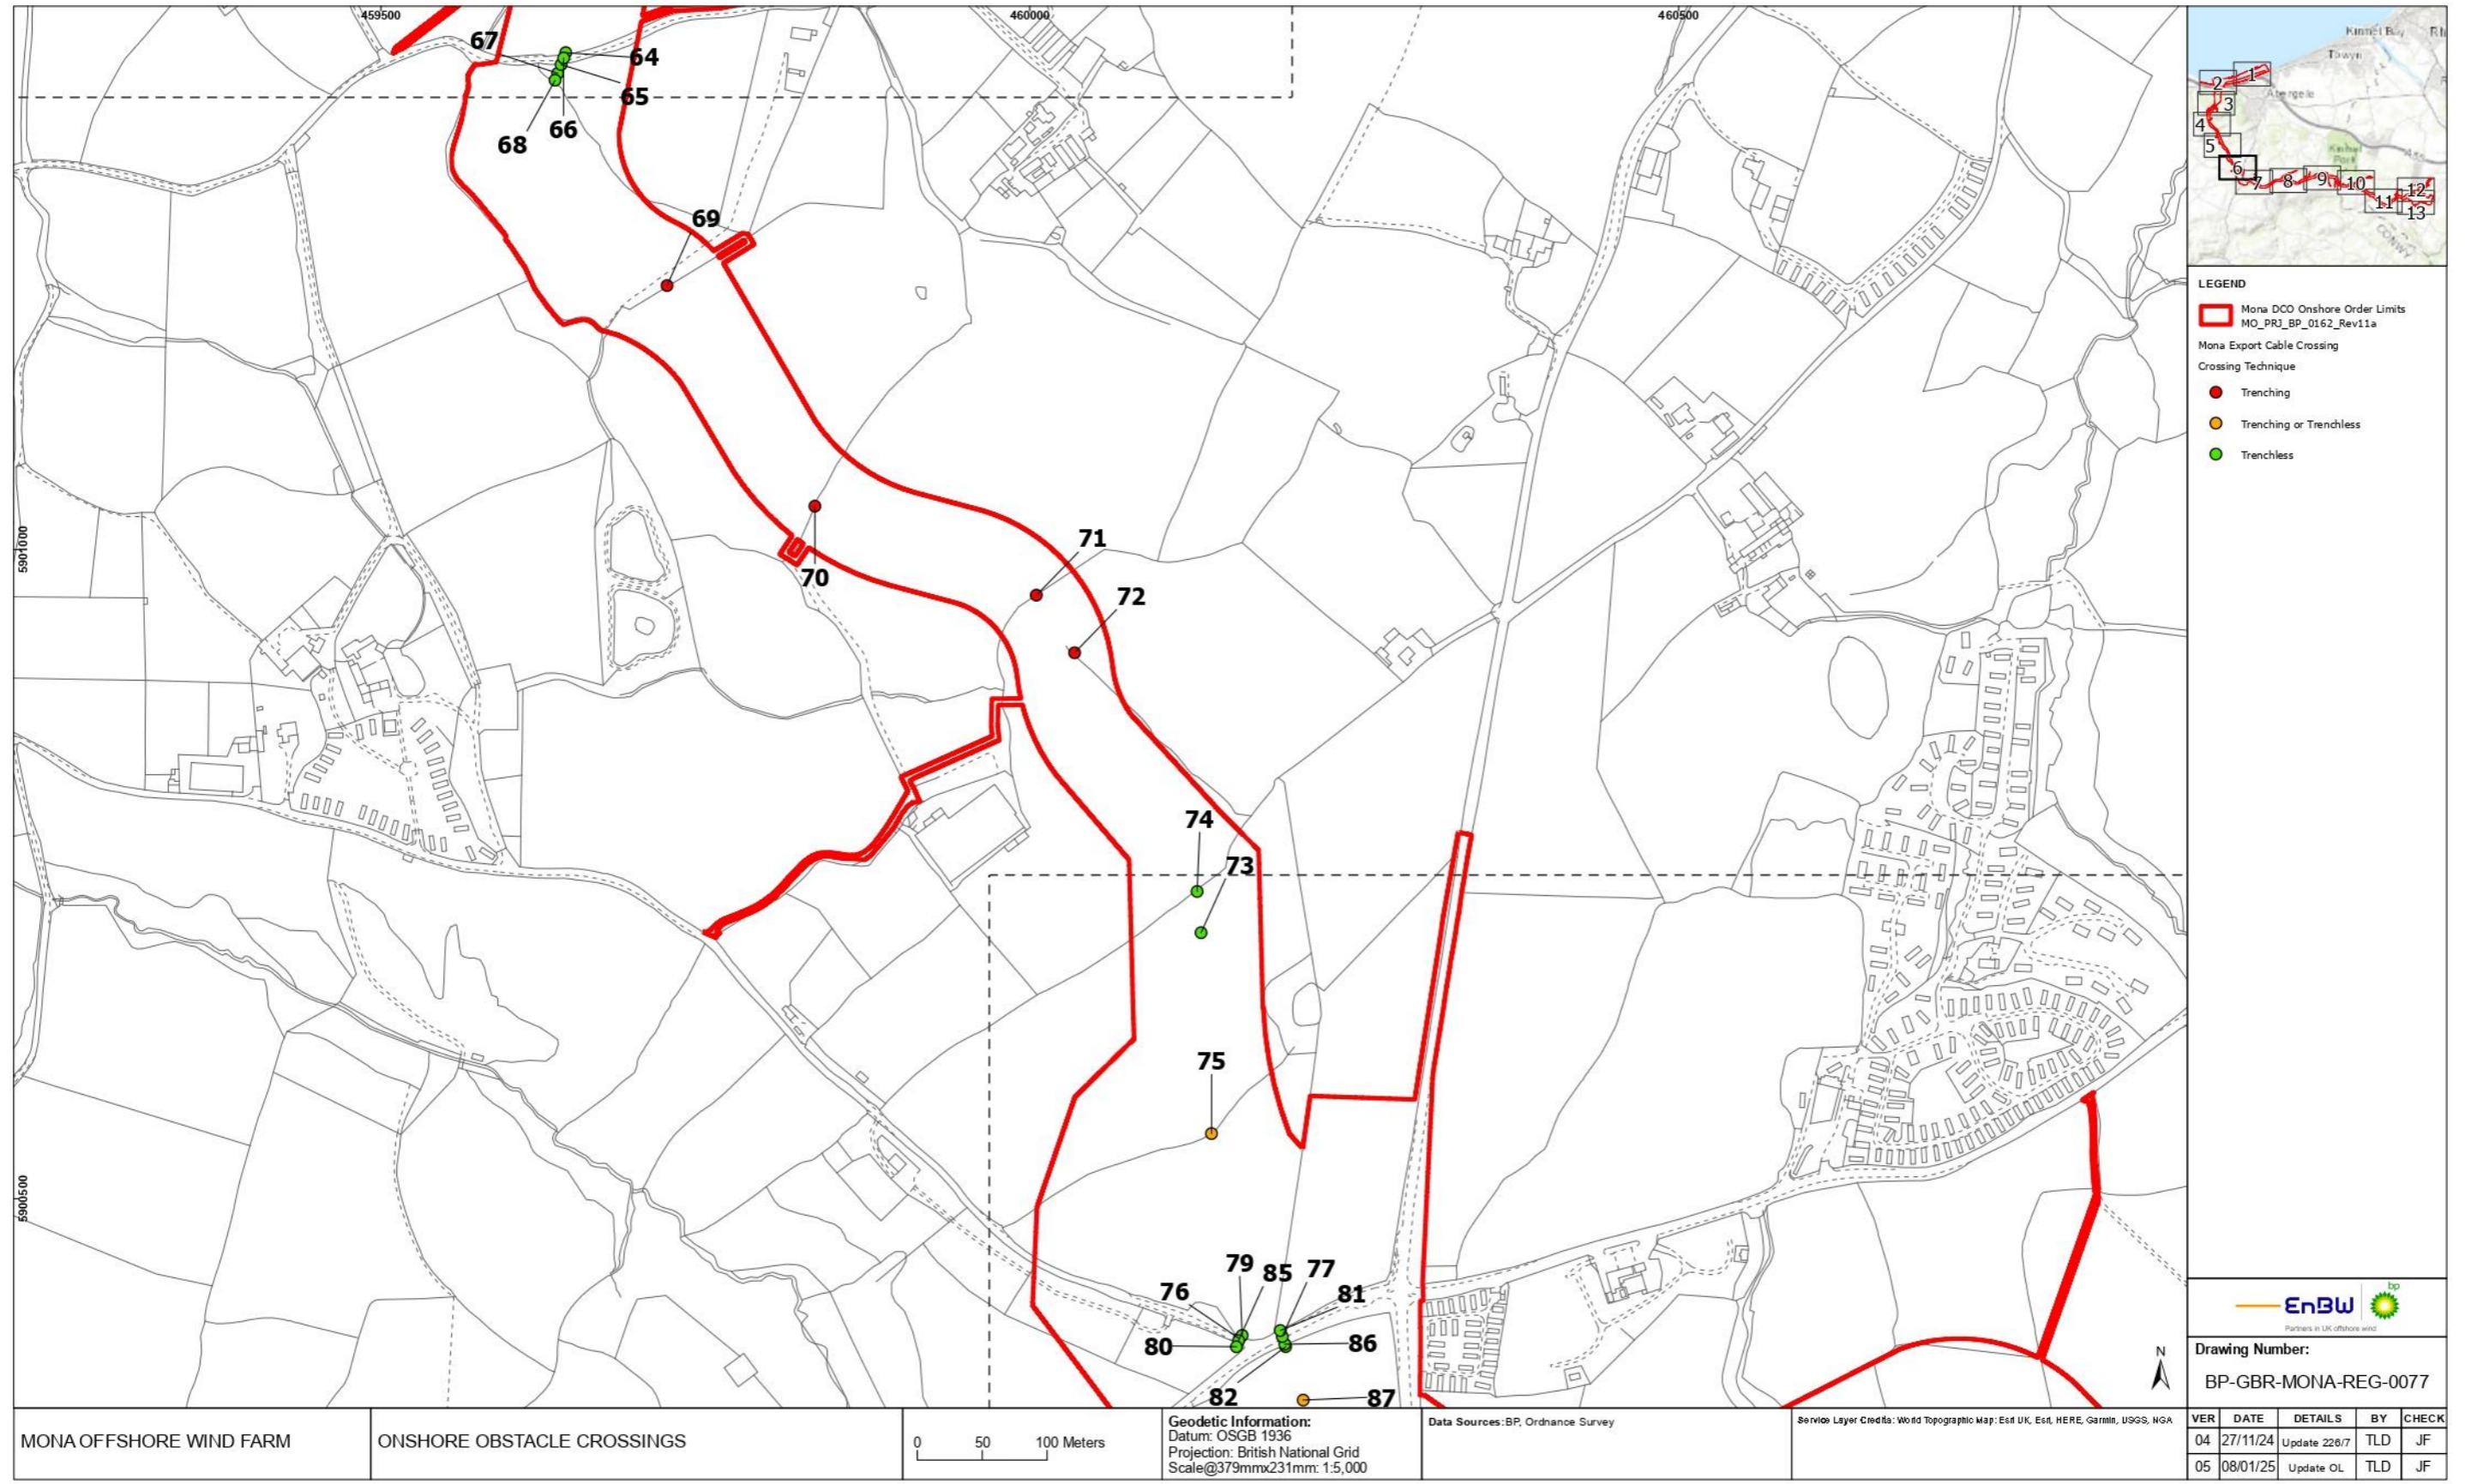 459500
460000
460500
5901000
5900500
67
64
65
66
68
69
70
71
72
74
73
75
79
85
77
76
81
80
86
82
87
N
Kinmel Bay
Towyn
Abergele
Kinmel
Park
CONWY
1
2
3
4
5
6
7
8
9
10
11
12
13
LEGEND
Mona DCO Onshore Order Limits
MO_PRJ_BP_0162_Rev11a
Mona Export Cable Crossing
Crossing Technique
Trenching
Trenching or Trenchless
Trenchless
EnBW
bp
Partners in UK offshore wind
Drawing Number:
BP-GBR-MONA-REG-0077
MONA OFFSHORE WIND FARM
ONSHORE OBSTACLE CROSSINGS
0 50 100 Meters
Geodetic Information:
Datum: OSGB 1936
Projection: British National Grid
Scale@379mmx231mm: 1:5,000
Data Sources:BP, Ordnance Survey
Service Layer Credits: World Topographic Map: Esri UK, Esri, HERE, Garmin, USGS, NGA
VER DATE DETAILS BY CHECK
04 27/11/24 Update 226/7 TLD JF
05 08/01/25 Update OL TLD JF